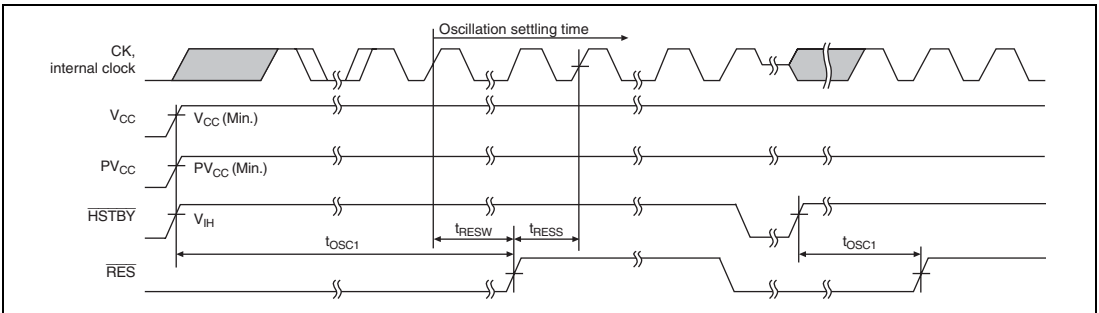 Oscillation settling time
CK,
internal clock
VCC
VCC (Min.)
PVCC
PVCC (Min.)
HSTBY
VIH
tRESW
tRESS
tOSC1
tOSC1
RES